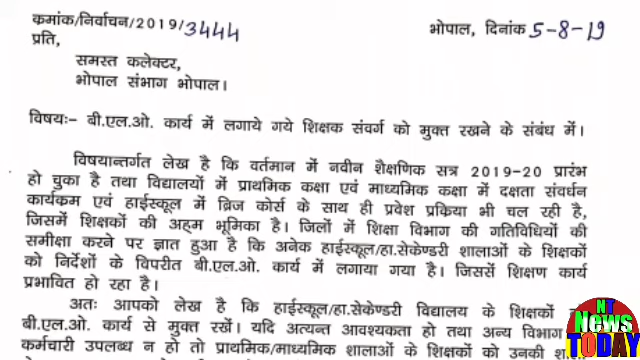 कमांक/निर्वाचन/2019/3444
भोपाल, दिनांक 5-8-19
प्रति,
समस्त कलेक्टर,
भोपाल संभाग भोपाल।
विषयः- बी.एल.ओ. कार्य में लगाये गये शिक्षक संवर्ग को मुक्त रखने के संबंध में।
विषयान्तर्गत लेख है कि वर्तमान में नवीन शैक्षणिक सत्र 2019-20 प्रारंभ
हो चुका है तथा विद्यालयों में प्राथमिक कक्षा एवं माध्यमिक कक्षा में दक्षता संवर्धन
कार्यक्रम एवं हाईस्कूल में ब्रिज कोर्स के साथ ही प्रवेश प्रकिया भी चल रही है,
जिसमें शिक्षकों की अहम भूमिका है। जिलों में शिक्षा विभाग की गतिविधियों की
समीक्षा करने पर ज्ञात हुआ है कि अनेक हाईस्कूल/हा.सेकेण्डरी शालाओं के शिक्षकों
को निर्देशों के विपरीत बी.एल.ओ. कार्य में लगाया गया है। जिससें शिक्षण कार्य
प्रभावित हो रहा है।
अतः आपको लेख है कि हाईस्कूल/हा.सेकेण्डरी विद्यालय के शिक्षकों
बी.एल.ओ. कार्य से मुक्त रखें। यदि अत्यन्त आवश्यकता हो तथा अन्य विभाग
कर्मचारी उपलब्ध न हो तो प्राथमिक/माध्यमिक शालाओं के शिक्षकों को उनकी
NT
News
TODAY